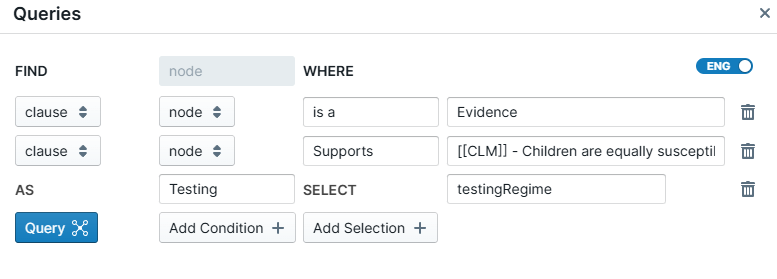 Queries
FIND node WHERE ENG
clause node is a Evidence
clause node Supports [[CLM]] - Children are equally susceptil
AS Testing SELECT testingRegime
Query Add Condition + Add Selection +